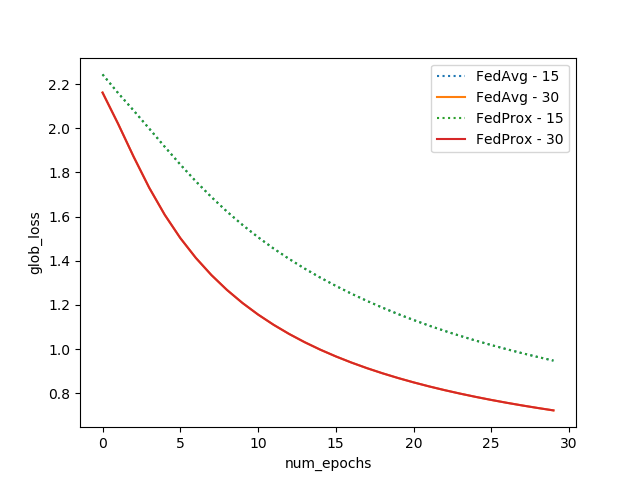 FedAvg - 15
FedAvg - 30
FedProx - 15
FedProx - 30
glob_loss
2.2
2.0
1.8
1.6
1.4
1.2
1.0
0.8
0 5 10 15 20 25 30
num_epochs